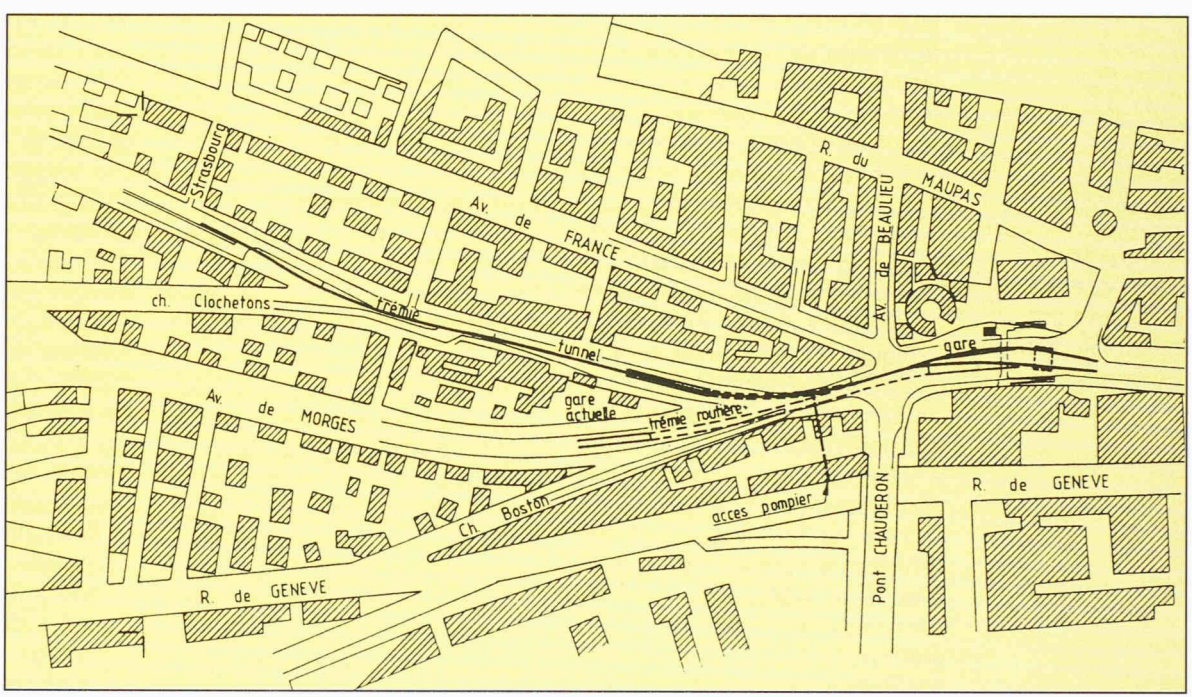 R. du MAUPAS
Strasbourg
Av. de FRANCE
Av. de BEAULIEU
ch. Clochetons
trémie
tunnel
gare
gare
actuelle
trémie routière
Av. de MORGES
Ch. Boston
accès pompier
R. de GENEVE
Pont CHAUDERON
R. de GENEVE